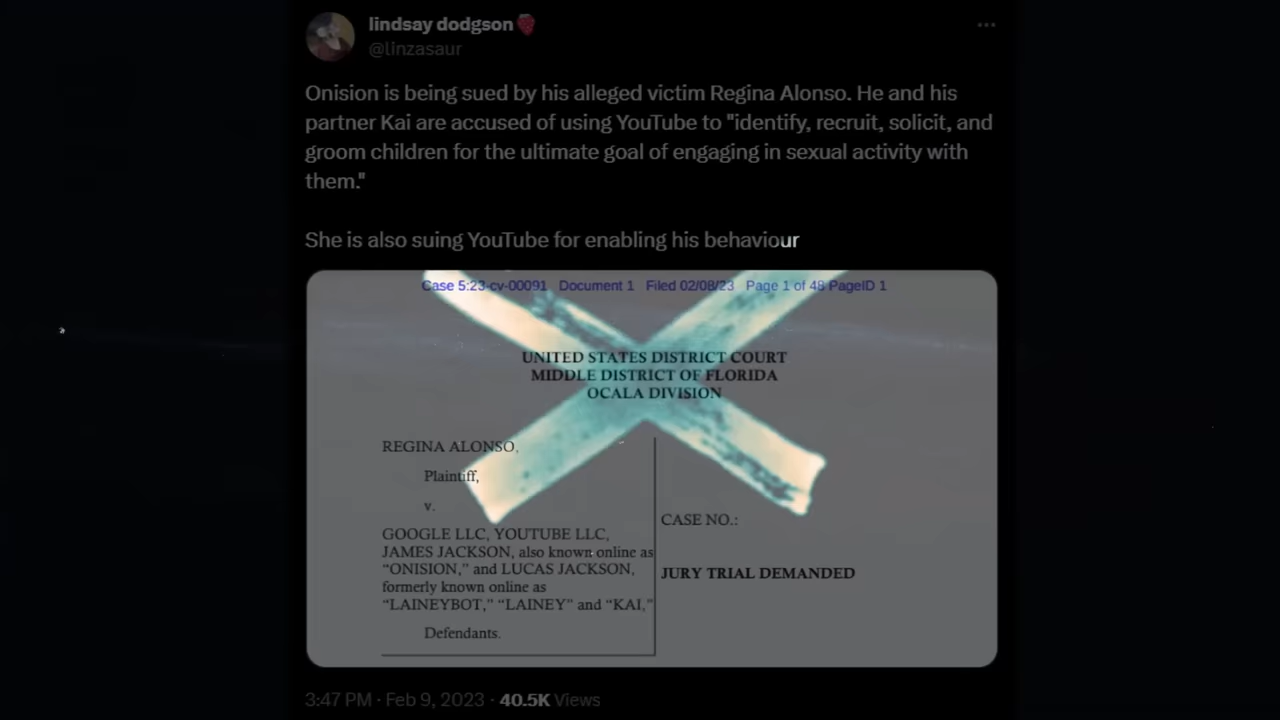 lindsay dodgson🍓
@linzasaur
Onision is being sued by his alleged victim Regina Alonso. He and his
partner Kai are accused of using YouTube to "identify, recruit, solicit, and
groom children for the ultimate goal of engaging in sexual activity with
them."
She is also suing YouTube for enabling his behaviour
Case 5:23-cv-00091 Document 1 Filed 02/08/23 Page 1 of 48 PageID 1
UNITED STATES DISTRICT COURT
MIDDLE DISTRICT OF FLORIDA
OCALA DIVISION
REGINA ALONSO,
Plaintiff,
v.
GOOGLE LLC, YOUTUBE LLC,
JAMES JACKSON, also known online as
“ONISION,” and LUCAS JACKSON,
formerly known online as
“LAINEYBOT,” “LAINEY” and “KAI,”
Defendants.
CASE NO.:
JURY TRIAL DEMANDED
3:47 PM · Feb 9, 2023 · 40.5K Views